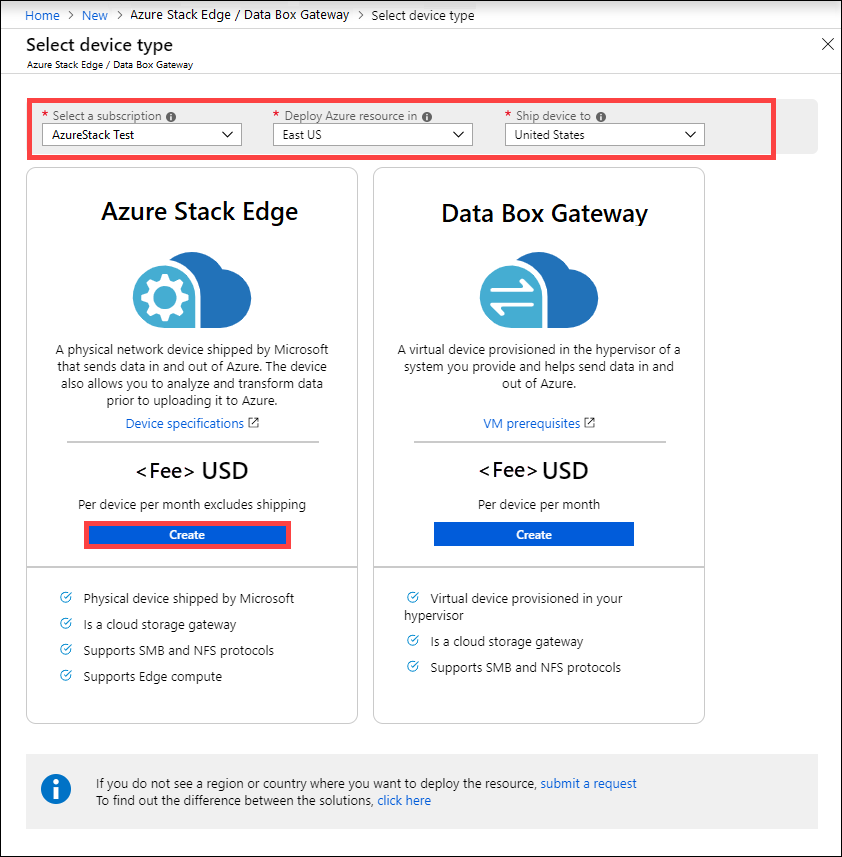 Home > New > Azure Stack Edge / Data Box Gateway > Select device type
Select device type
Azure Stack Edge / Data Box Gateway
* Select a subscription
AzureStack Test
* Deploy Azure resource in
East US
* Ship device to
United States
Azure Stack Edge
A physical network device shipped by Microsoft
that sends data in and out of Azure. The device
also allows you to analyze and transform data
prior to uploading it to Azure.
Device specifications
<Fee> USD
Per device per month excludes shipping
Create
Physical device shipped by Microsoft
Is a cloud storage gateway
Supports SMB and NFS protocols
Supports Edge compute
Data Box Gateway
A virtual device provisioned in the hypervisor of a
system you provide and helps send data in and
out of Azure.
VM prerequisites
<Fee> USD
Per device per month
Create
Virtual device provisioned in your
hypervisor
Is a cloud storage gateway
Supports SMB and NFS protocols
If you do not see a region or country where you want to deploy the resource, submit a request
To find out the difference between the solutions, click here